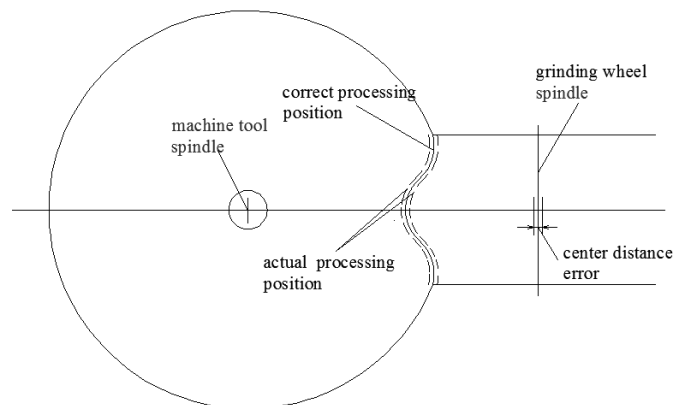 grinding wheel
spindle
correct processing
position
machine tool
spindle
center distance
error
actual processing
position